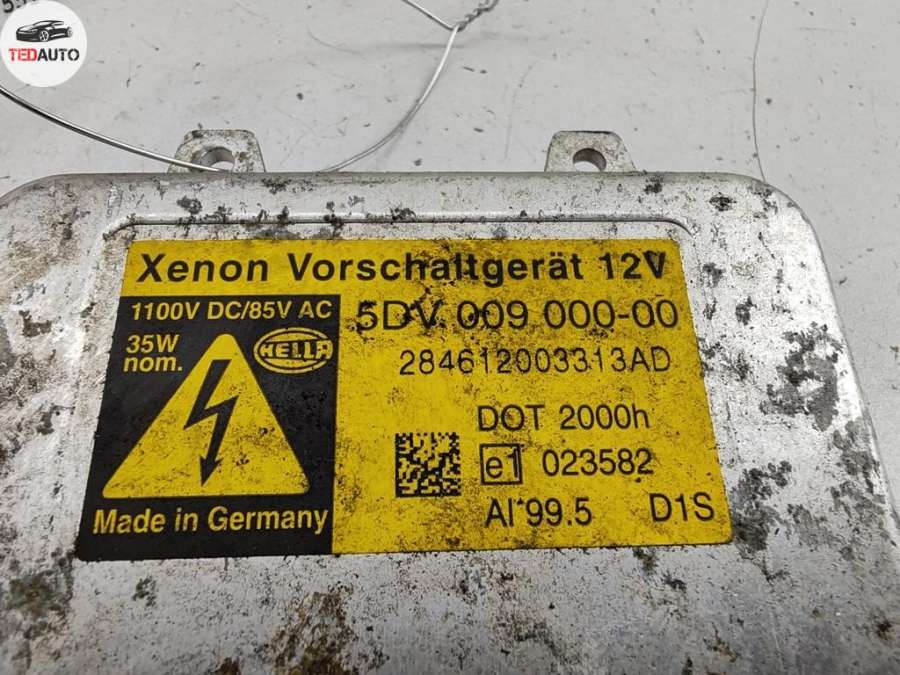 TEDAUTO
Xenon Vorschaltgerät 12V
1100V DC/85V AC
5DV 009 000-00
35W
nom.
HELLA
284612003313AD
DOT 2000h
e1 023582
Made in Germany
Al 99.5 D1S